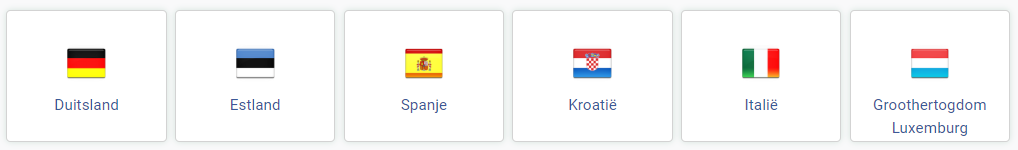 Duitsland
Estland
Spanje
Kroatië
Italië
Groothertogdom
Luxemburg